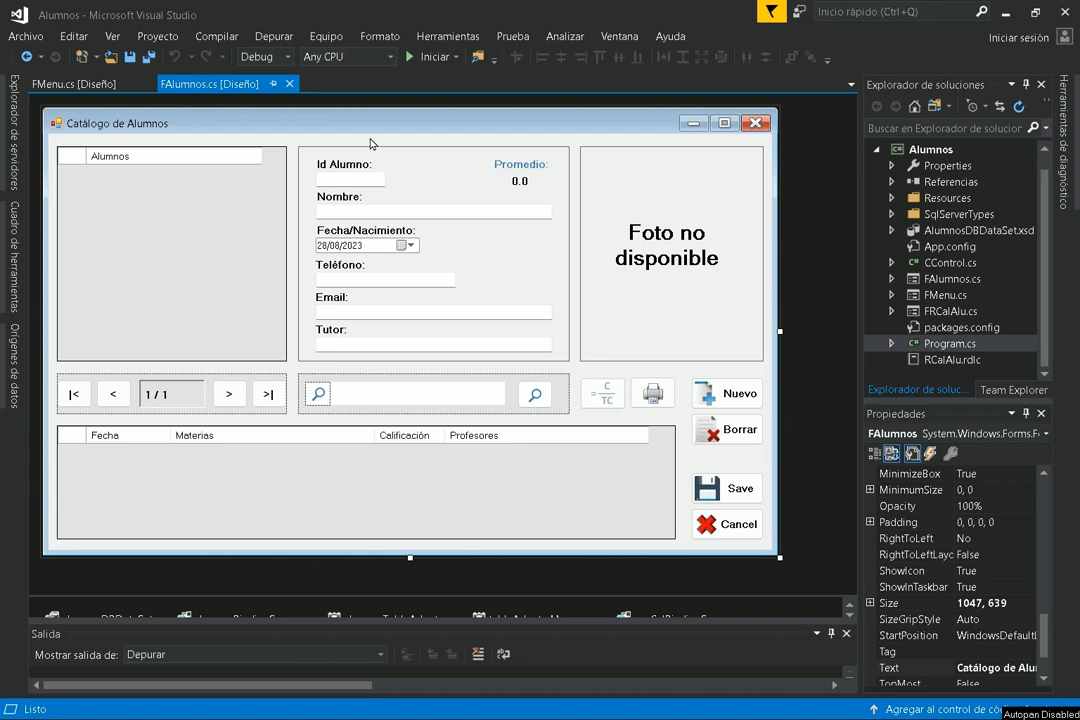 Alumnos - Microsoft Visual Studio
Inicio rápido (Ctrl+Q)
Archivo Editar Ver Proyecto Compilar Depurar Equipo Formato Herramientas Prueba Analizar Ventana Ayuda
Iniciar sesión
Debug Any CPU Iniciar
FMenu.cs [Diseño] FAlumnos.cs [Diseño]
Explorador de servidores
Cuadro de herramientas
Orígenes de datos
Catálogo de Alumnos
Alumnos
Id Alumno:
Promedio:
0.0
Nombre:
Fecha/Nacimiento:
28/08/2023
Teléfono:
Email:
Tutor:
Foto no
disponible
|< < 1 / 1 > >|
C
=
TC
Nuevo
Borrar
Save
Cancel
Fecha Materias Calificación Profesores
Salida
Mostrar salida de: Depurar
Listo
Explorador de soluciones
Buscar en Explorador de solucion
Alumnos
Properties
Referencias
Resources
SqlServerTypes
AlumnosDBDataSet.xsd
App.config
CControl.cs
FAlumnos.cs
FMenu.cs
FRCalAlu.cs
packages.config
Program.cs
RCalAlu.rdlc
Explorador de soluc... Team Explorer
Propiedades
FAlumnos System.Windows.Forms.F
MinimizeBox True
MinimumSize 0, 0
Opacity 100%
Padding 0, 0, 0, 0
RightToLeft No
RightToLeftLayc False
ShowIcon True
ShowInTaskbar True
Size 1047, 639
SizeGripStyle Auto
StartPosition WindowsDefaultl
Tag
Text Catálogo de Alu
TopMost False
Herramientas de diagnóstico
Agregar al control de có
Autopan Disabled